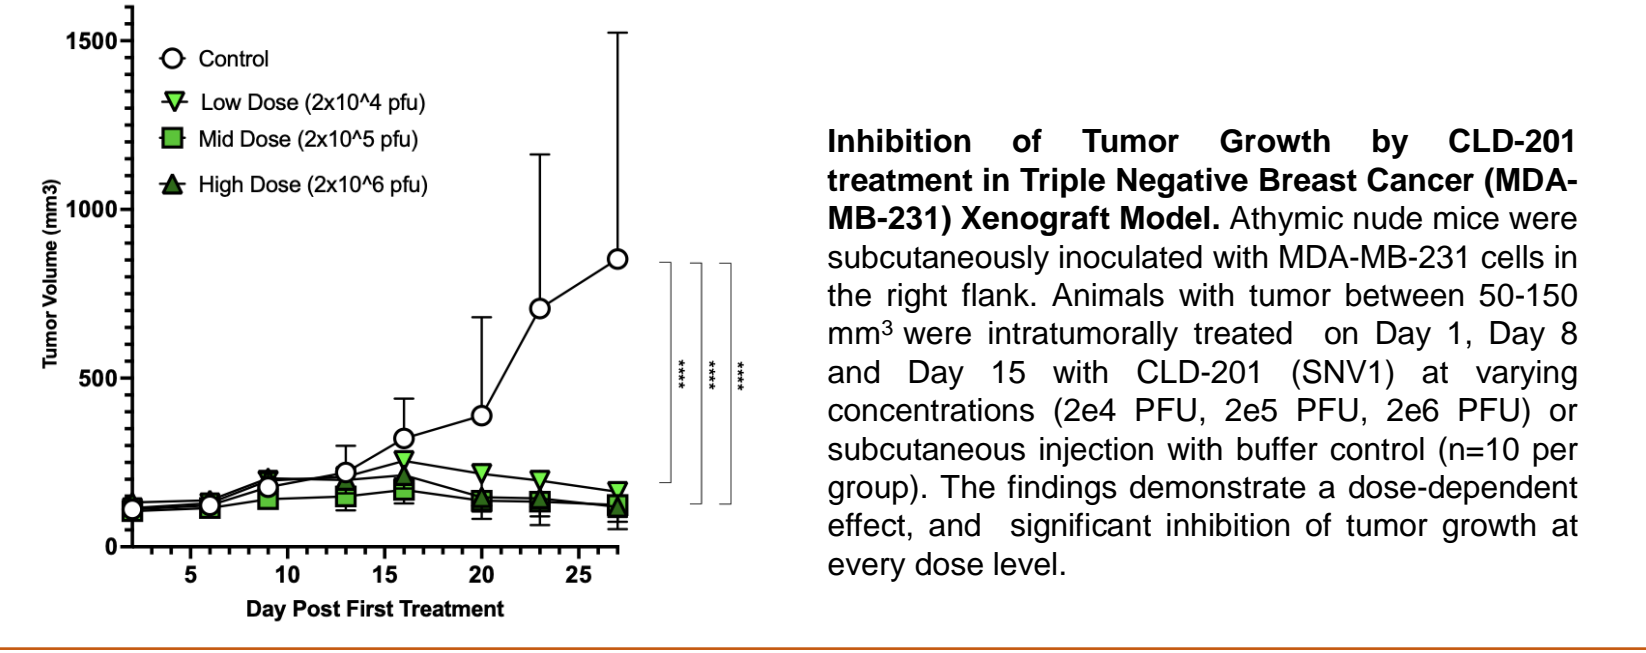 1500
1000
500
0
Tumor Volume (mm3)
Control
Low Dose (2x10^4 pfu)
Mid Dose (2x10^5 pfu)
High Dose (2x10^6 pfu)
5 10 15 20 25
Day Post First Treatment
**** **** ****
Inhibition of Tumor Growth by CLD-201
treatment in Triple Negative Breast Cancer (MDA-
MB-231) Xenograft Model. Athymic nude mice were
subcutaneously inoculated with MDA-MB-231 cells in
the right flank. Animals with tumor between 50-150
mm³ were intratumorally treated on Day 1, Day 8
and Day 15 with CLD-201 (SNV1) at varying
concentrations (2e4 PFU, 2e5 PFU, 2e6 PFU) or
subcutaneous injection with buffer control (n=10 per
group). The findings demonstrate a dose-dependent
effect, and significant inhibition of tumor growth at
every dose level.